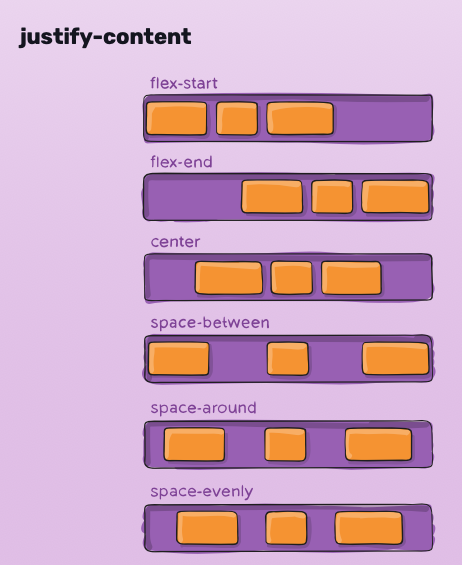 justify-content
flex-start
flex-end
center
space-between
space-around
space-evenly